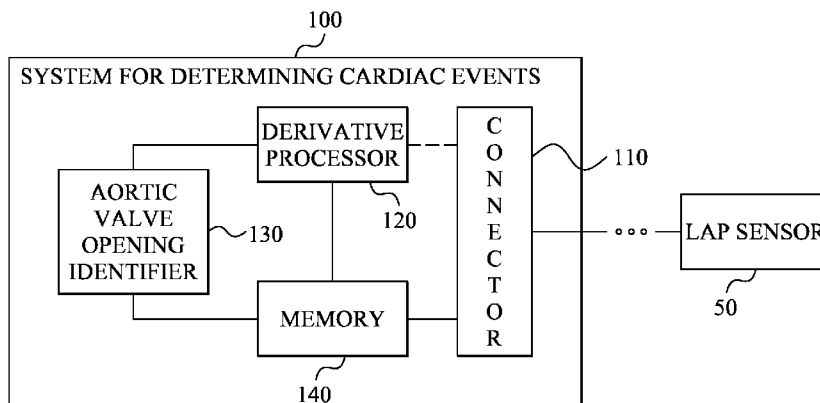 100
SYSTEM FOR DETERMINING CARDIAC EVENTS
DERIVATIVE
PROCESSOR
120
CONNECTOR
110
AORTIC
VALVE
OPENING
IDENTIFIER
130
LAP SENSOR
50
MEMORY
140